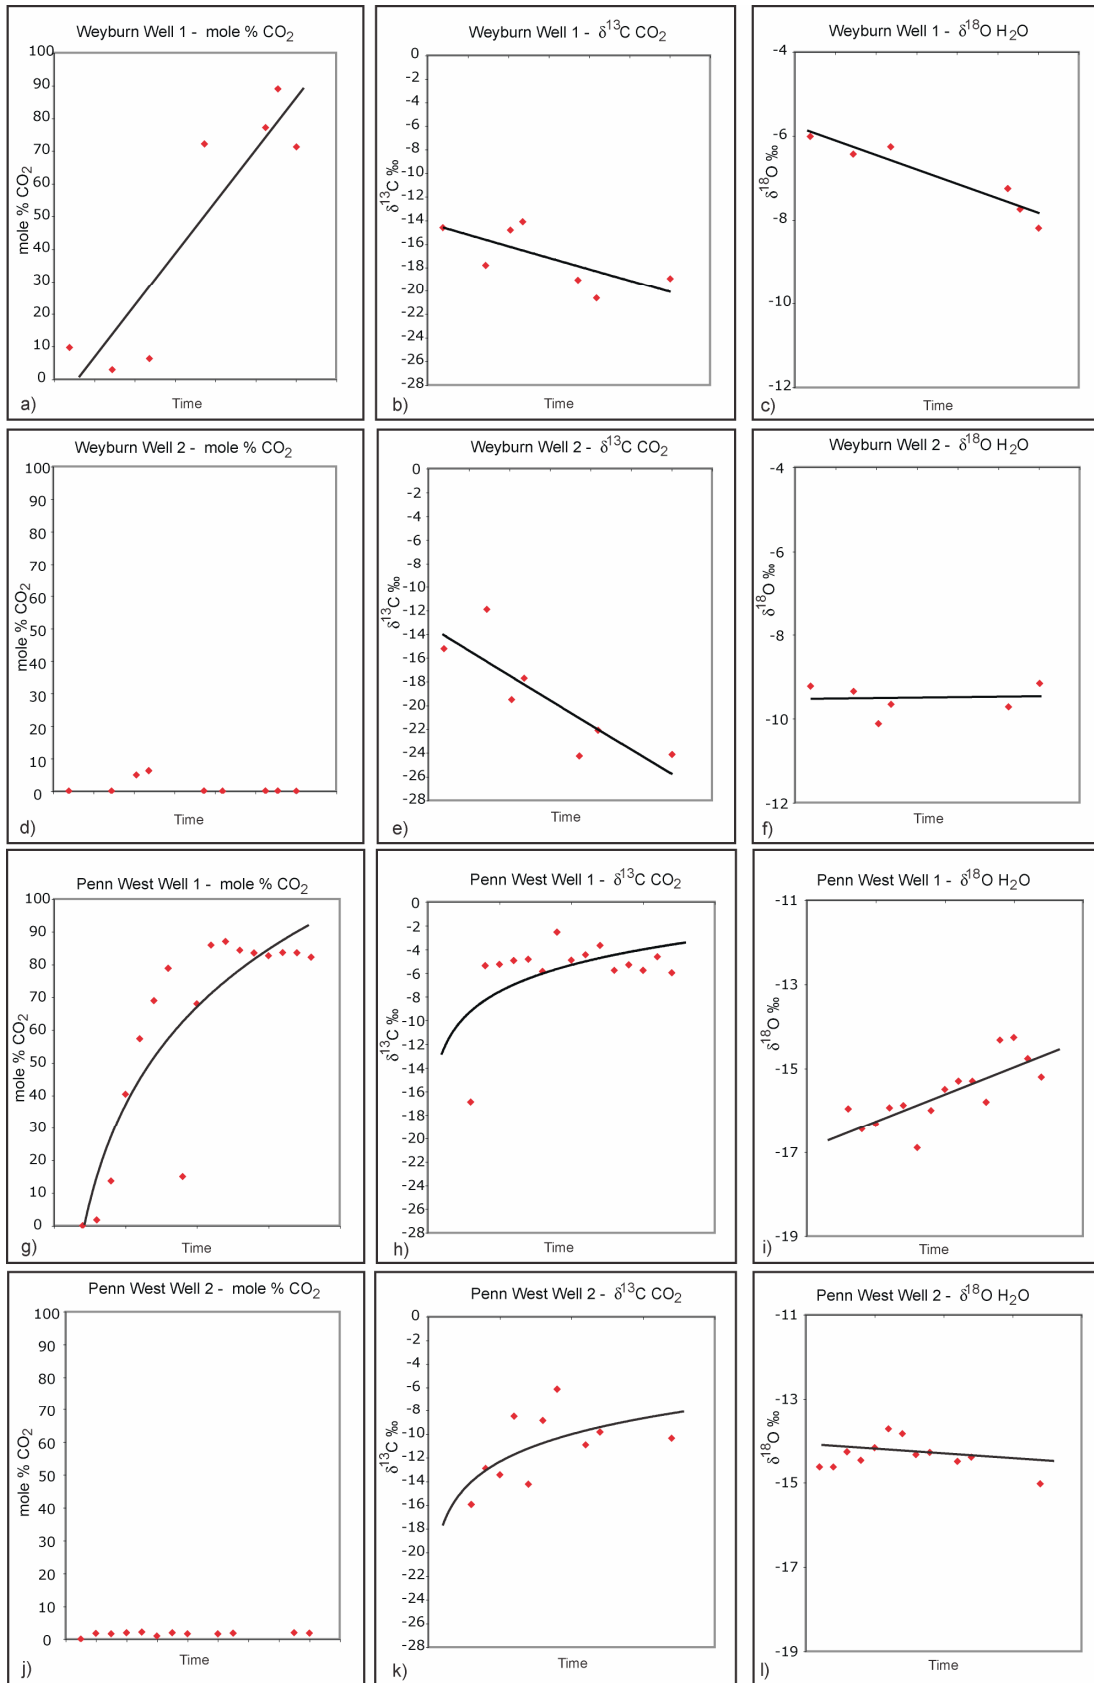 Weyburn Well 1 - mole % CO₂
100
90
80
70
60
50
40
30
20
10
0
mole % CO₂
Time
a)
Weyburn Well 1 - δ¹³C CO₂
0
-2
-4
-6
-8
-10
-12
-14
-16
-18
-20
-22
-24
-26
-28
δ¹³C ‰
Time
b)
Weyburn Well 1 - δ¹⁸O H₂O
-4
-6
-8
-10
-12
δ¹⁸O ‰
Time
c)
Weyburn Well 2 - mole % CO₂
100
90
80
70
60
50
40
30
20
10
0
mole % CO₂
Time
d)
Weyburn Well 2 - δ¹³C CO₂
0
-2
-4
-6
-8
-10
-12
-14
-16
-18
-20
-22
-24
-26
-28
δ¹³C ‰
Time
e)
Weyburn Well 2 - δ¹⁸O H₂O
-4
-6
-8
-10
-12
δ¹⁸O ‰
Time
f)
Penn West Well 1 - mole % CO₂
100
90
80
70
60
50
40
30
20
10
0
mole % CO₂
Time
g)
Penn West Well 1 - δ¹³C CO₂
0
-2
-4
-6
-8
-10
-12
-14
-16
-18
-20
-22
-24
-26
-28
δ¹³C ‰
Time
h)
Penn West Well 1 - δ¹⁸O H₂O
-11
-13
-15
-17
-19
δ¹⁸O ‰
Time
i)
Penn West Well 2 - mole % CO₂
100
90
80
70
60
50
40
30
20
10
0
mole % CO₂
Time
j)
Penn West Well 2 - δ¹³C CO₂
0
-2
-4
-6
-8
-10
-12
-14
-16
-18
-20
-22
-24
-26
-28
δ¹³C ‰
Time
k)
Penn West Well 2 - δ¹⁸O H₂O
-11
-13
-15
-17
-19
δ¹⁸O ‰
Time
l)